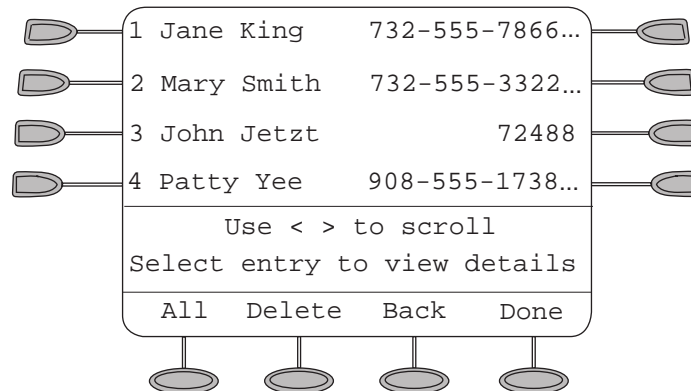 1 Jane King 732-555-7866...
2 Mary Smith 732-555-3322...
3 John Jetzt 72488
4 Patty Yee 908-555-1738...
Use < > to scroll
Select entry to view details
All Delete Back Done